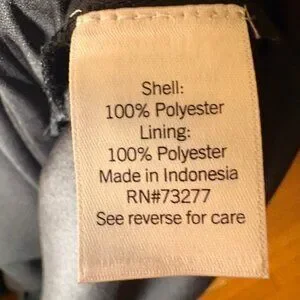 Shell:
100% Polyester
Lining:
100% Polyester
Made in Indonesia
RN#73277
See reverse for care